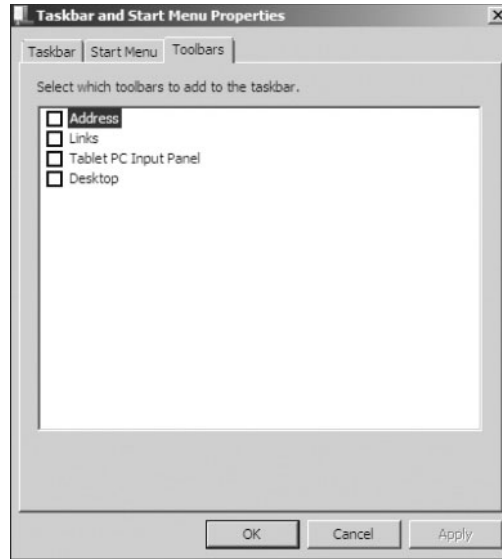 Taskbar and Start Menu Properties
Taskbar Start Menu Toolbars
Select which toolbars to add to the taskbar.
Address
Links
Tablet PC Input Panel
Desktop
OK Cancel Apply